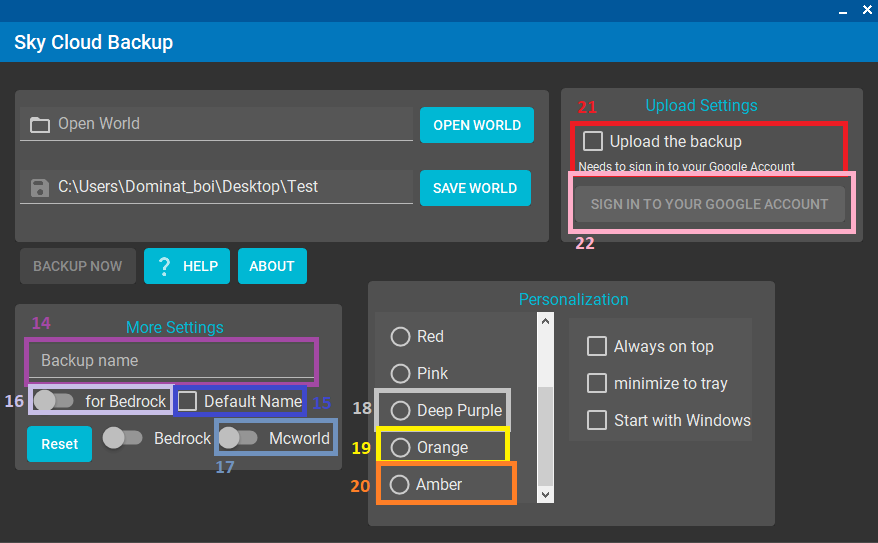 Sky Cloud Backup
Open World
OPEN WORLD
C:\Users\Dominat_boi\Desktop\Test
SAVE WORLD
21
Upload Settings
Upload the backup
Needs to sign in to your Google Account
SIGN IN TO YOUR GOOGLE ACCOUNT
22
BACKUP NOW
? HELP
ABOUT
14
More Settings
Backup name
16
for Bedrock
Default Name
15
Reset
Bedrock
Mcworld
17
Personalization
Red
Pink
18
Deep Purple
19
Orange
20
Amber
Always on top
minimize to tray
Start with Windows